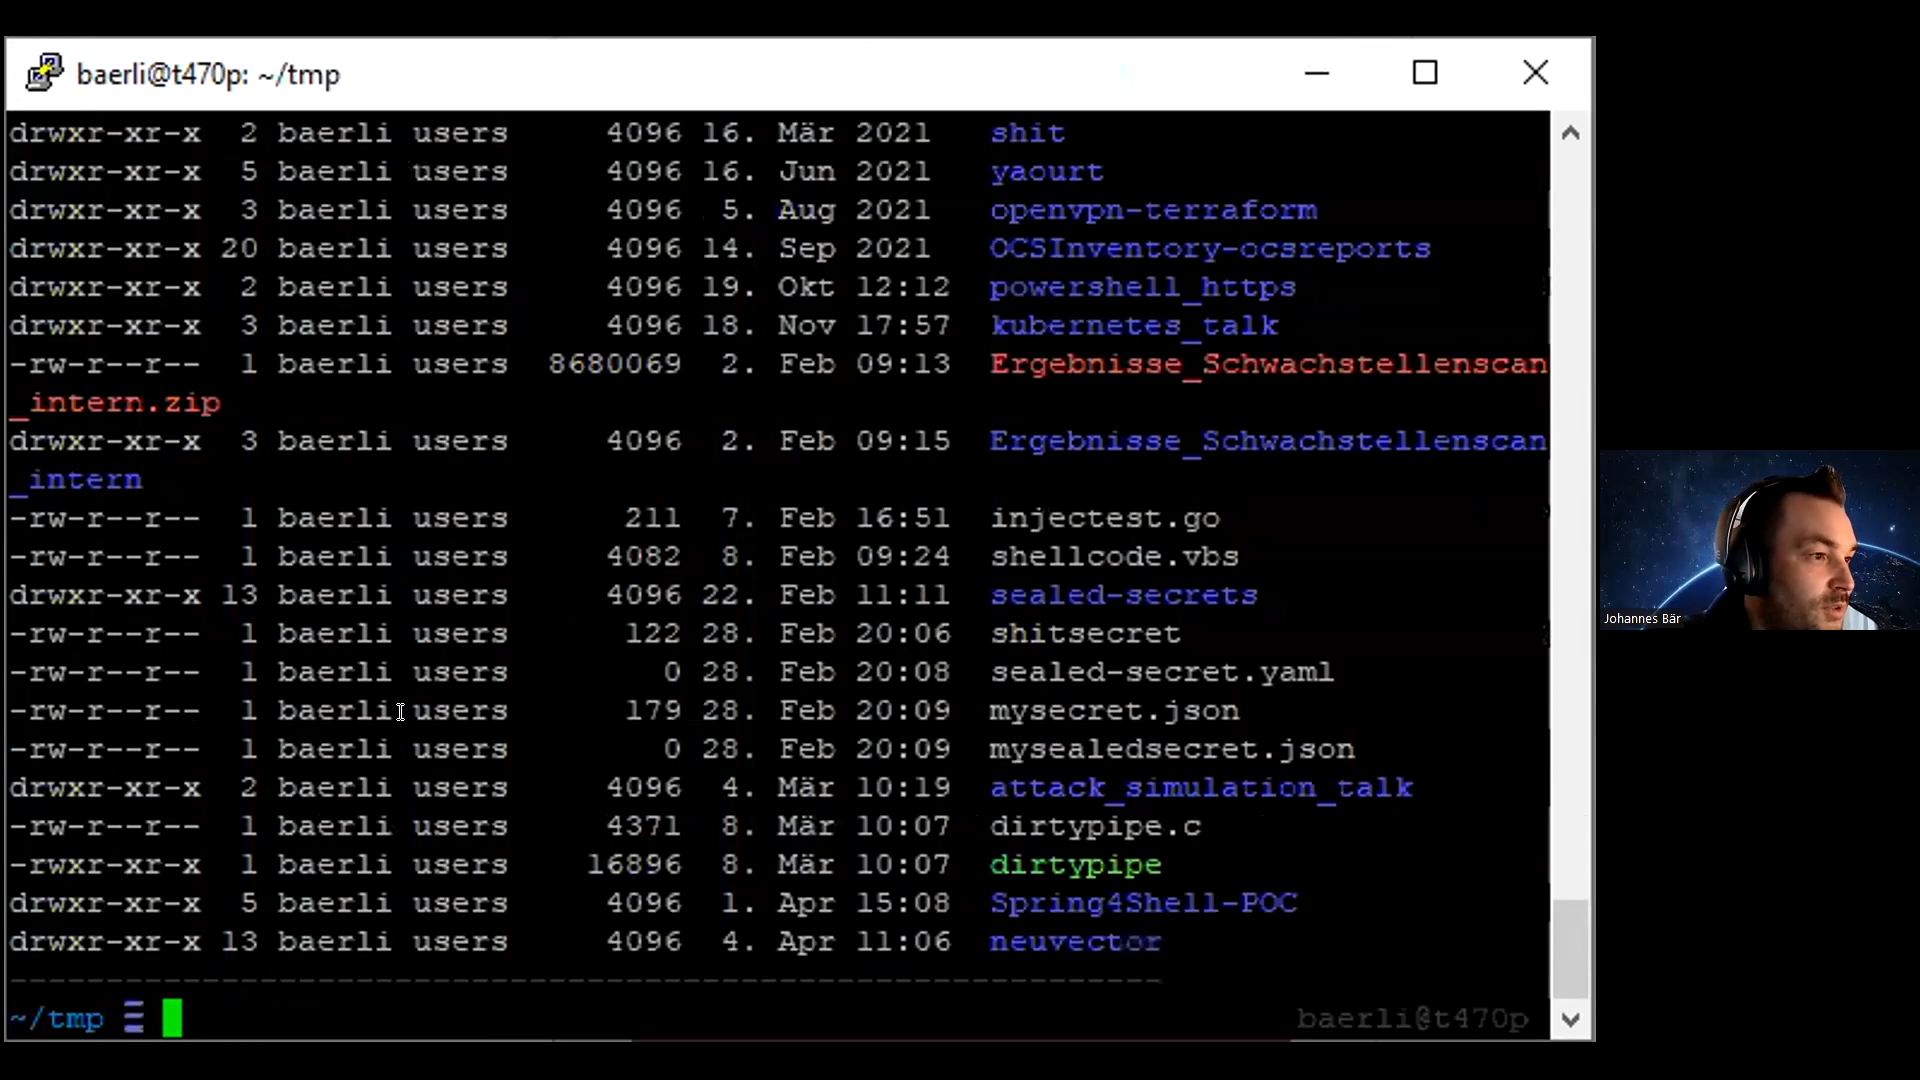 baerli@t470p: ~/tmp
drwxr-xr-x 2 baerli users 4096 16. Mär 2021 shit
drwxr-xr-x 5 baerli users 4096 16. Jun 2021 yaourt
drwxr-xr-x 3 baerli users 4096 5. Aug 2021 openvpn-terraform
drwxr-xr-x 20 baerli users 4096 14. Sep 2021 OCSInventory-ocsreports
drwxr-xr-x 2 baerli users 4096 19. Okt 12:12 powershell_https
drwxr-xr-x 3 baerli users 4096 18. Nov 17:57 kubernetes_talk
-rw-r--r-- 1 baerli users 8680069 2. Feb 09:13 Ergebnisse_Schwachstellenscan
_intern.zip
drwxr-xr-x 3 baerli users 4096 2. Feb 09:15 Ergebnisse_Schwachstellenscan
_intern
-rw-r--r-- 1 baerli users 211 7. Feb 16:51 injectest.go
-rw-r--r-- 1 baerli users 4082 8. Feb 09:24 shellcode.vbs
drwxr-xr-x 13 baerli users 4096 22. Feb 11:11 sealed-secrets
-rw-r--r-- 1 baerli users 122 28. Feb 20:06 shitsecret
-rw-r--r-- 1 baerli users 0 28. Feb 20:08 sealed-secret.yaml
-rw-r--r-- 1 baerli users 179 28. Feb 20:09 mysecret.json
-rw-r--r-- 1 baerli users 0 28. Feb 20:09 mysealedsecret.json
drwxr-xr-x 2 baerli users 4096 4. Mär 10:19 attack_simulation_talk
-rw-r--r-- 1 baerli users 4371 8. Mär 10:07 dirtypipe.c
-rwxr-xr-x 1 baerli users 16896 8. Mär 10:07 dirtypipe
drwxr-xr-x 5 baerli users 4096 1. Apr 15:08 Spring4Shell-POC
drwxr-xr-x 13 baerli users 4096 4. Apr 11:06 neuvector
~/tmp Ξ baerli@t470p
Johannes Bär